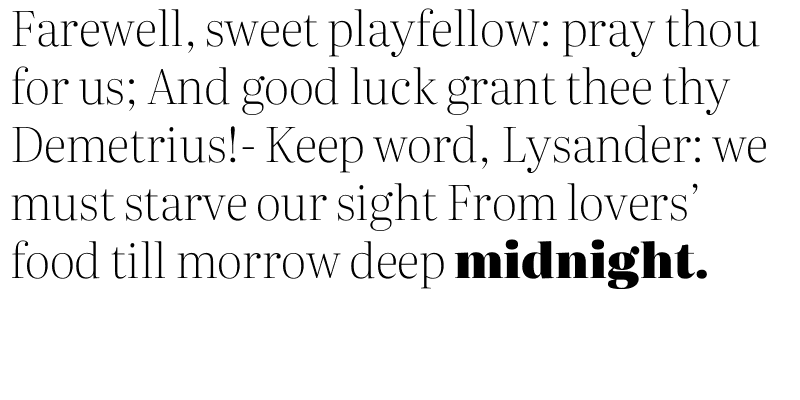 Farewell, sweet playfellow: pray thou
for us; And good luck grant thee thy
Demetrius!- Keep word, Lysander: we
must starve our sight From lovers’
food till morrow deep midnight.